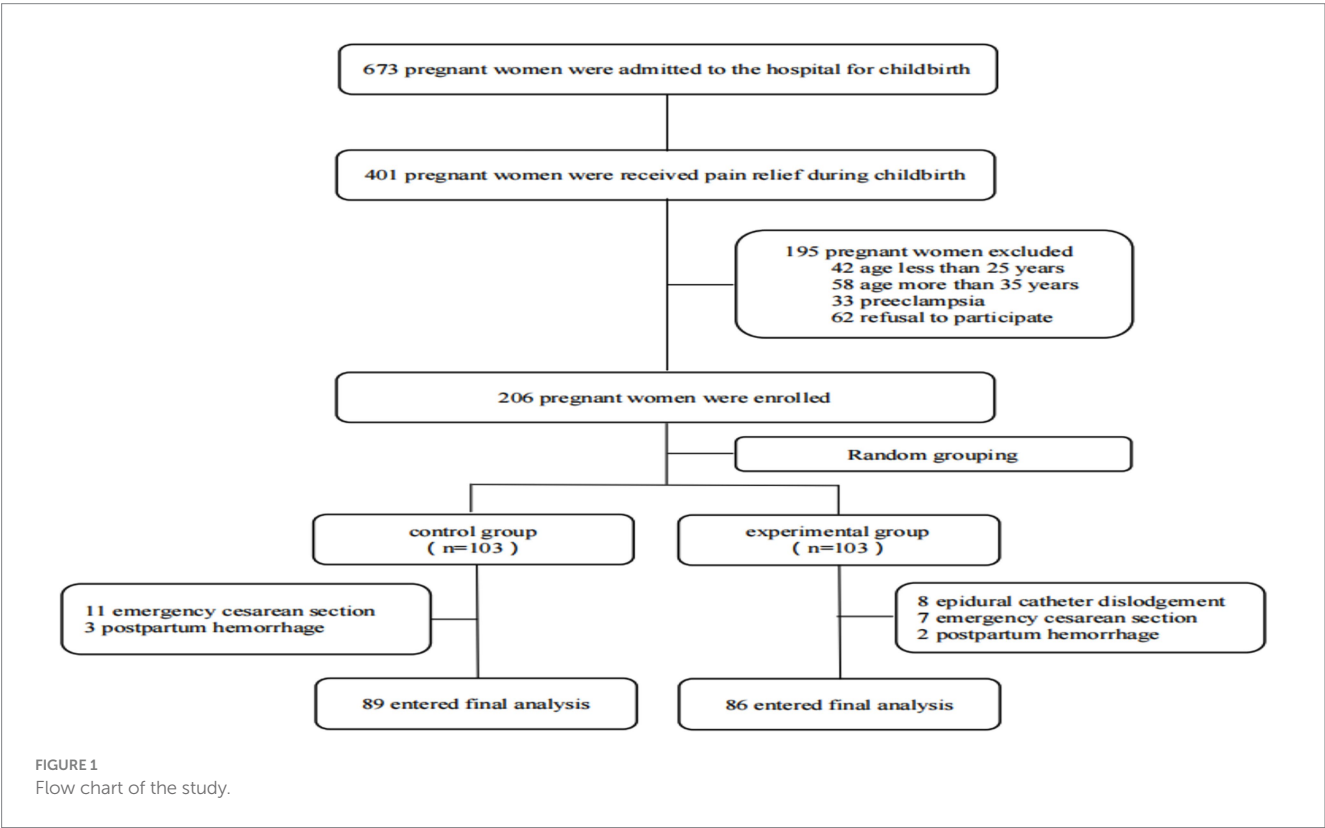 673 pregnant women were admitted to the hospital for childbirth
401 pregnant women were received pain relief during childbirth
195 pregnant women excluded
42 age less than 25 years
58 age more than 35 years
33 preeclampsia
62 refusal to participate
206 pregnant women were enrolled
Random grouping
control group
( n=103 )
experimental group
( n=103 )
11 emergency cesarean section
3 postpartum hemorrhage
8 epidural catheter dislodgement
7 emergency cesarean section
2 postpartum hemorrhage
89 entered final analysis
86 entered final analysis
FIGURE 1
Flow chart of the study.